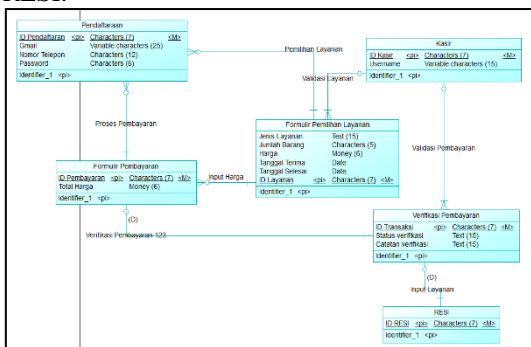 RESI.
Pendaftaraan
ID Pendaftaran <pi> Characters (7) <M>
Gmail Variable characters (25)
Nomor Telepon Characters (12)
Password Characters (6)
Identifier_1 <pi>
Pemilihan Layanan
Kasir
ID Kasir <pi> Characters (7) <M>
Username Variable characters (15)
Identifier_1 <pi>
Validasi Layanan
Proses Pembayaran
Formulir Pemilihan Layanan
Jenis Layanan Text (15)
Jumlah Barang Characters (5)
Harga Money (6)
Tanggal Terima Date
Tanggal Selesai Date
ID Layanan <pi> Characters (7) <M>
Identifier_1 <pi>
Validasi Pembayaran
Formulir Pembayaran
ID Pembayaran <pi> Characters (7) <M>
Total Harga Money (6)
Identifier_1 <pi>
Input Harga
(D)
Verifikasi Pembayaran 123
Verifikasi Pembayaran
ID Transaksi <pi> Characters (7) <M>
Status verifikasi Text (15)
Catatan verifikasi Text (15)
Identifier_1 <pi>
(D)
Input Layanan
RESI
ID RESI <pi> Characters (7) <M>
Identifier_1 <pi>